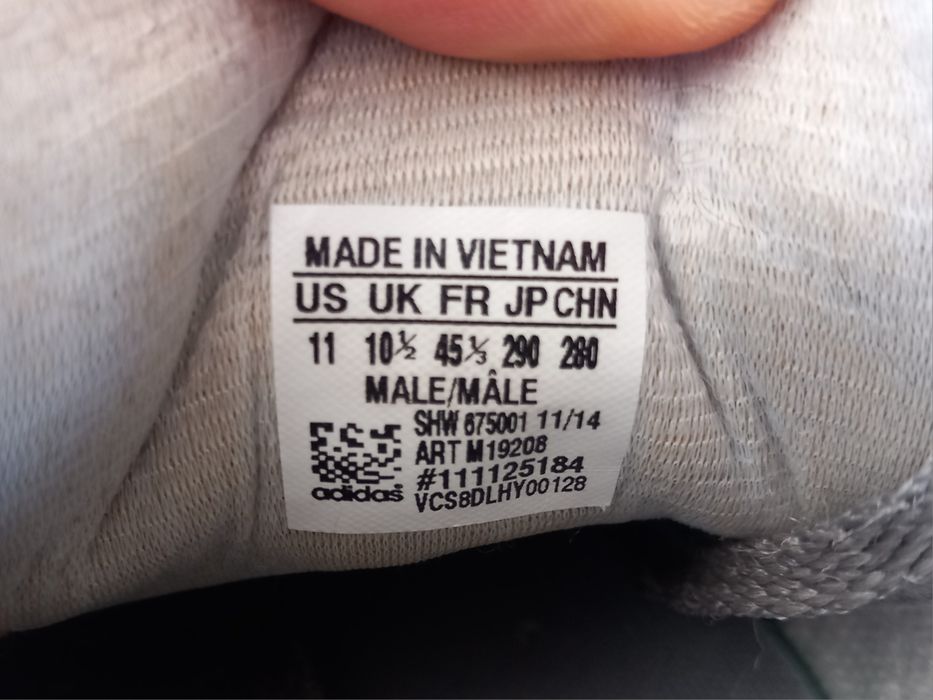 MADE IN VIETNAM
US UK FR JP CHN
11 10½ 45⅓ 290 280
MALE/MÂLE
SHW 675001 11/14
ART M19208
#111125184
adidas
VCS8DLHY00128